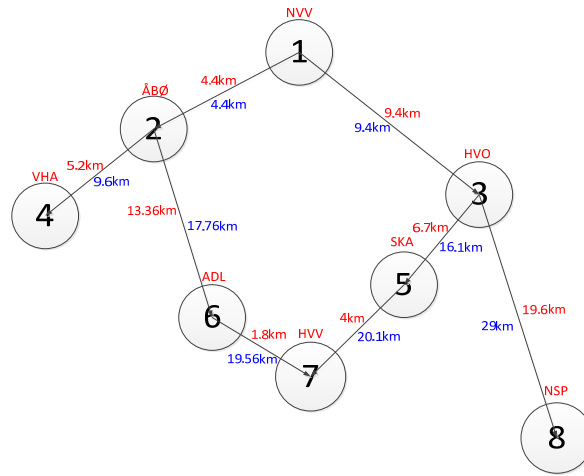 NVV
1
4.4km
4.4km
9.4km
9.4km
ÅBØ
2
HVO
3
5.2km
9.6km
VHA
4
13.36km
17.76km
6.7km
16.1km
SKA
5
ADL
6
1.8km
19.56km
HVV
7
4km
20.1km
19.6km
29km
NSP
8